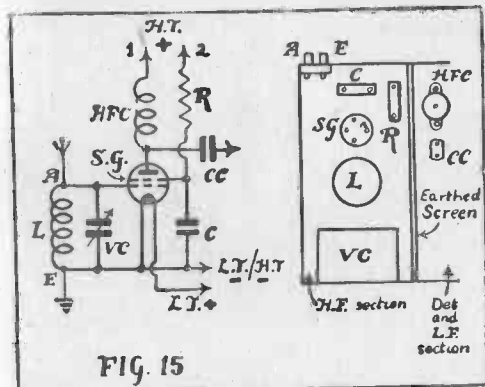 H.T.
+
1 2
HFC
R
S.G.
CC
A
L
VC
C
E
L.T./H.T
- -
L.T.+
FIG. 15
A E
C
HFC
SG
R
CC
L
Earthed
Screen
VC
H.F. section
Det
and
L.F.
section